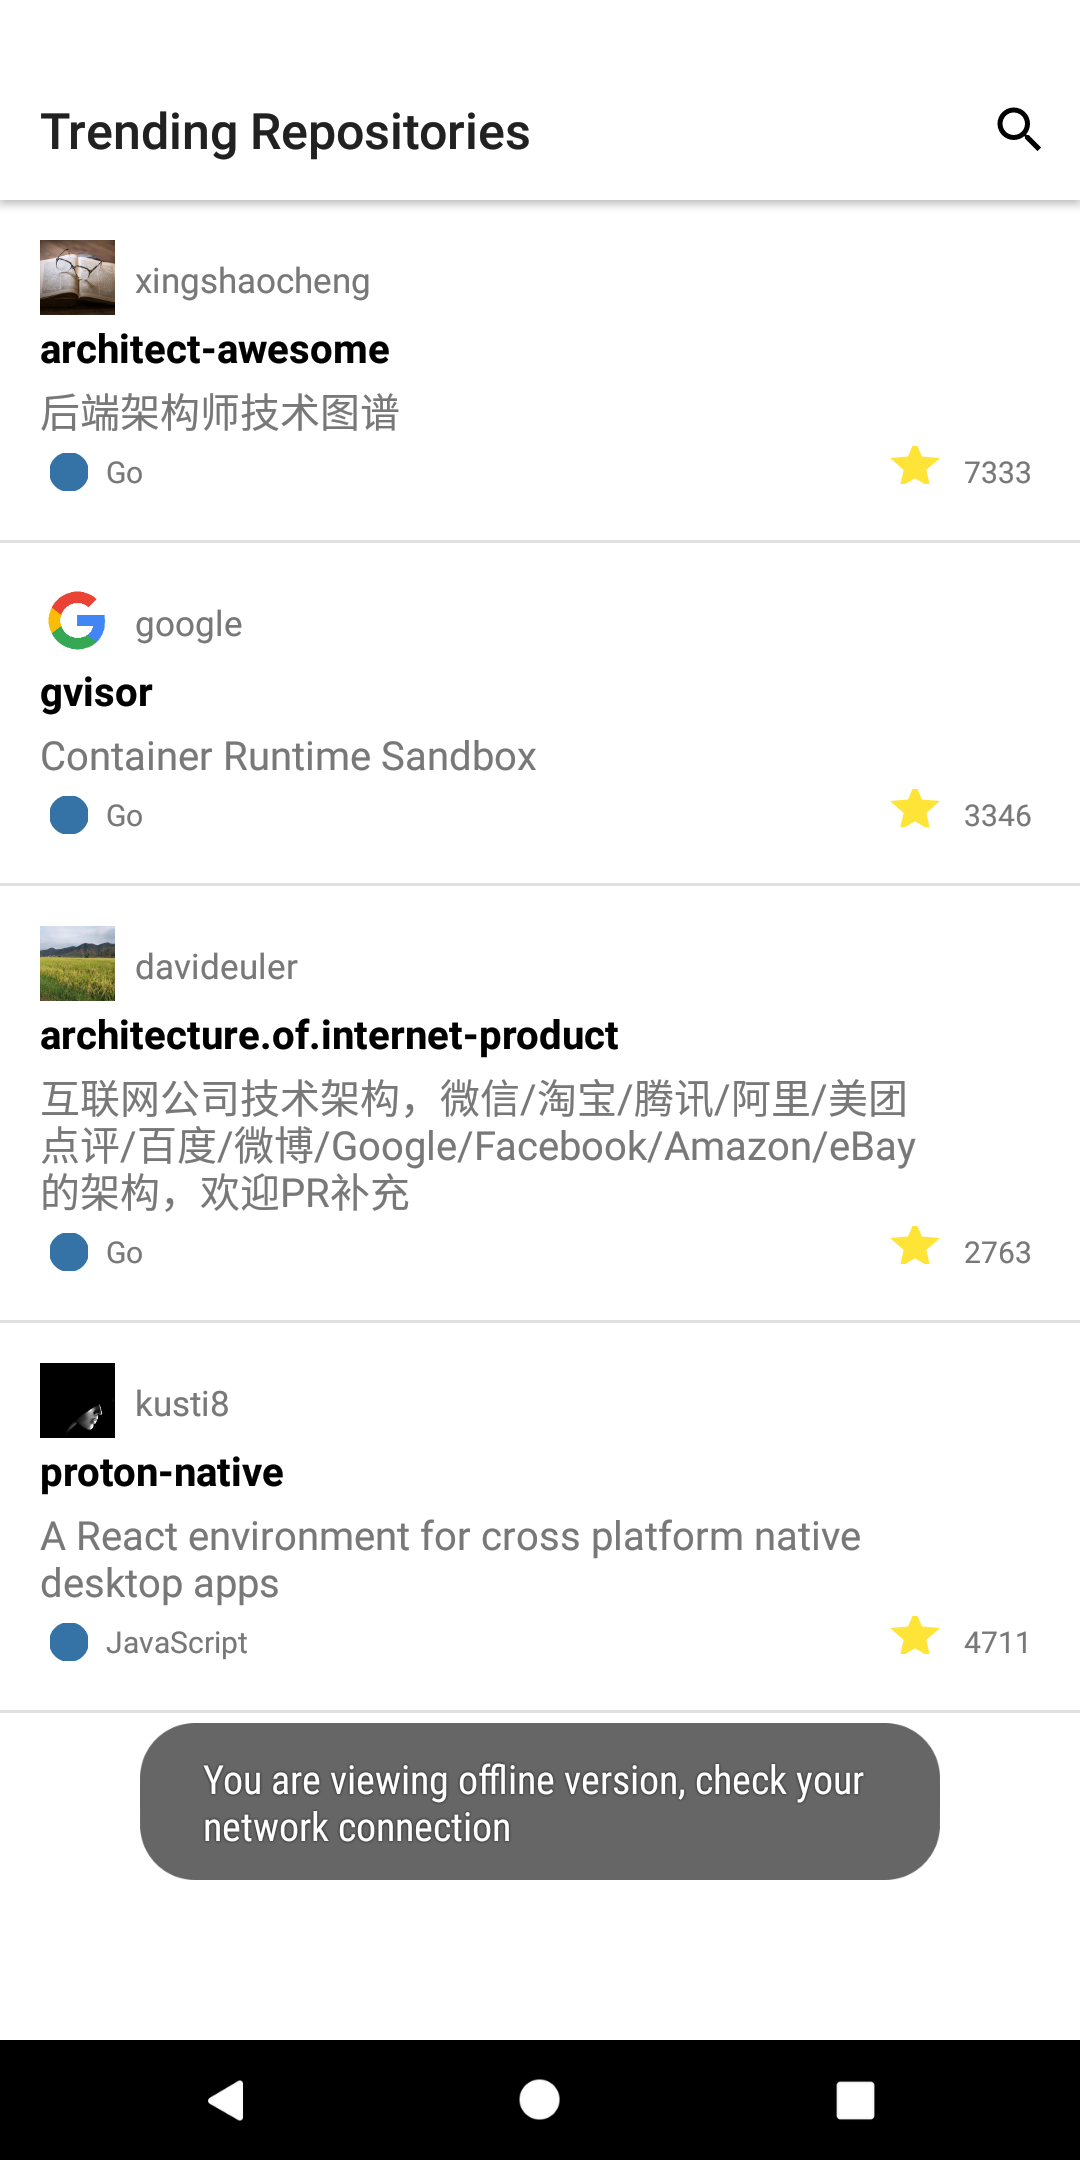 Trending Repositories
xingshaocheng
architect-awesome
后端架构师技术图谱
Go
7333
google
gvisor
Container Runtime Sandbox
Go
3346
davideuler
architecture.of.internet-product
互联网公司技术架构，微信/淘宝/腾讯/阿里/美团
点评/百度/微博/Google/Facebook/Amazon/eBay
的架构，欢迎PR补充
Go
2763
kusti8
proton-native
A React environment for cross platform native
desktop apps
JavaScript
4711
You are viewing offline version, check your
network connection